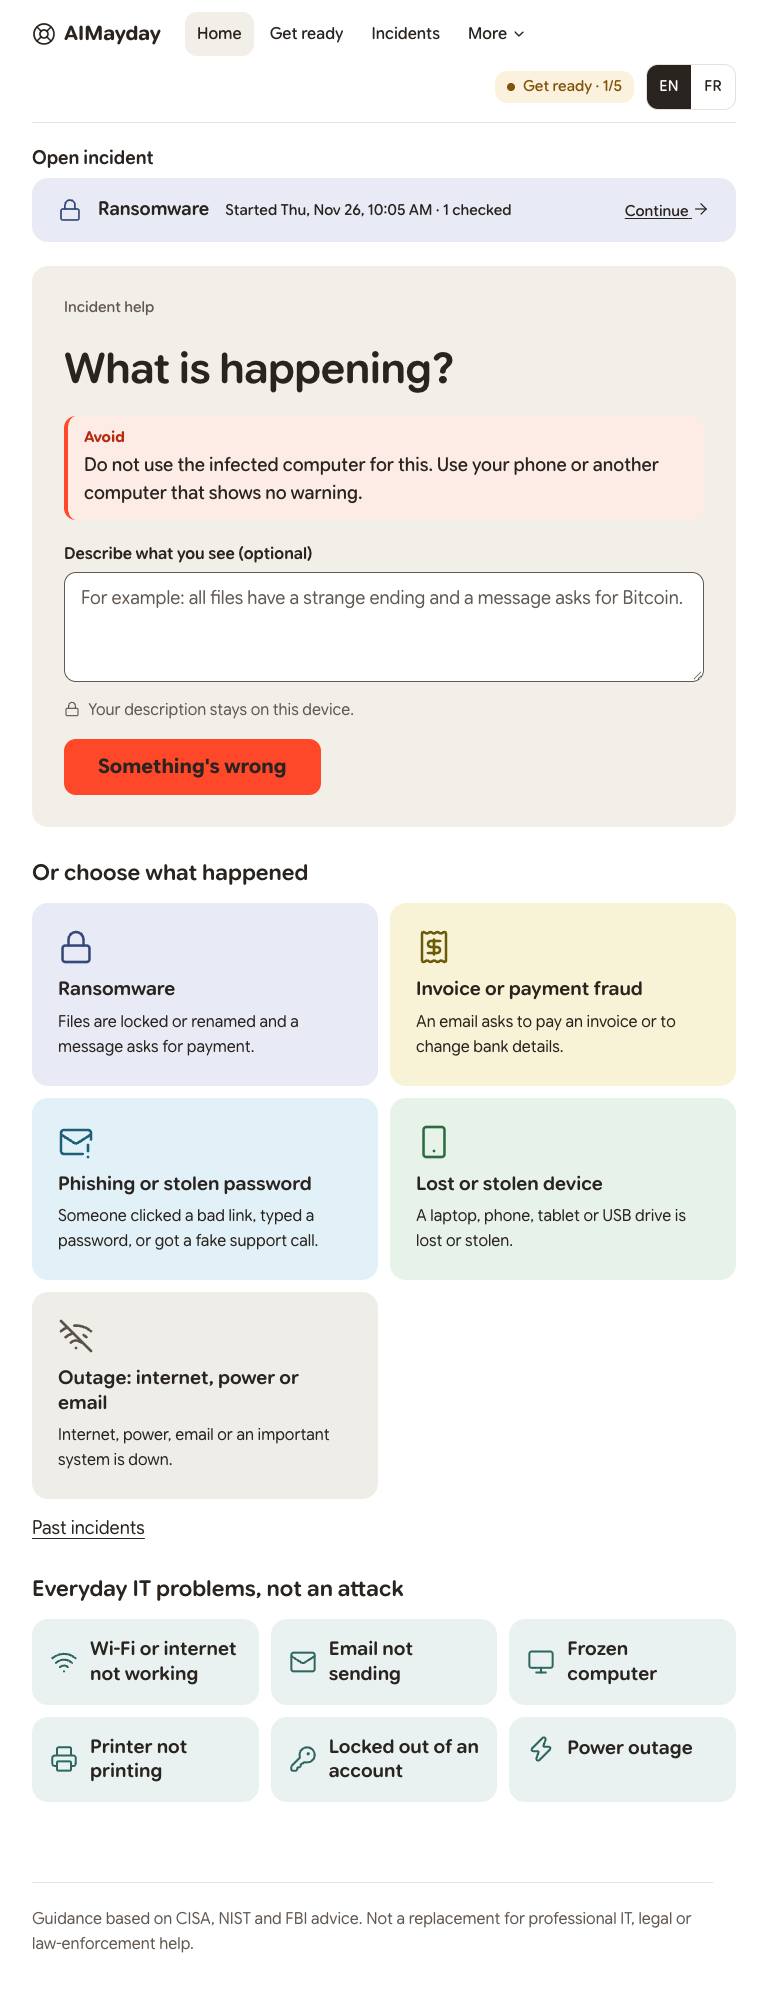 AIMayday
Home
Get ready
Incidents
More
Get ready · 1/5
EN
FR
Open incident
Ransomware
Started Thu, Nov 26, 10:05 AM · 1 checked
Continue →
Incident help
What is happening?
Avoid
Do not use the infected computer for this. Use your phone or another
computer that shows no warning.
Describe what you see (optional)
For example: all files have a strange ending and a message asks for Bitcoin.
Your description stays on this device.
Something's wrong
Or choose what happened
Ransomware
Files are locked or renamed and a
message asks for payment.
Invoice or payment fraud
An email asks to pay an invoice or to
change bank details.
Phishing or stolen password
Someone clicked a bad link, typed a
password, or got a fake support call.
Lost or stolen device
A laptop, phone, tablet or USB drive is
lost or stolen.
Outage: internet, power or
email
Internet, power, email or an important
system is down.
Past incidents
Everyday IT problems, not an attack
Wi-Fi or internet
not working
Email not
sending
Frozen
computer
Printer not
printing
Locked out of an
account
Power outage
Guidance based on CISA, NIST and FBI advice. Not a replacement for professional IT, legal or
law-enforcement help.